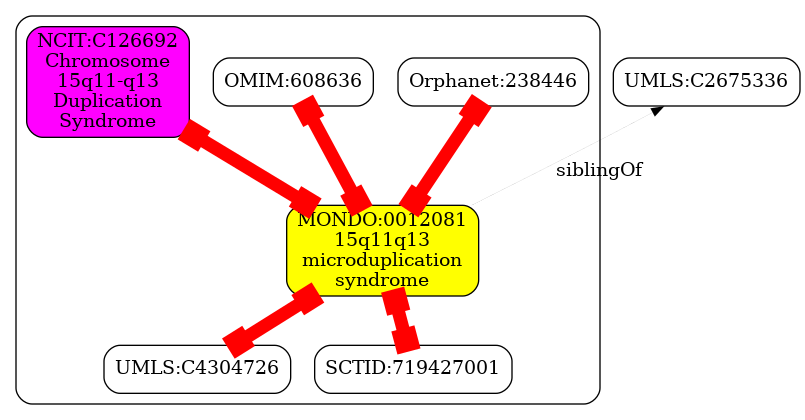 NCIT:C126692
Chromosome
15q11-q13
Duplication
Syndrome
OMIM:608636
Orphanet:238446
UMLS:C2675336
siblingOf
MONDO:0012081
15q11q13
microduplication
syndrome
UMLS:C4304726
SCTID:719427001